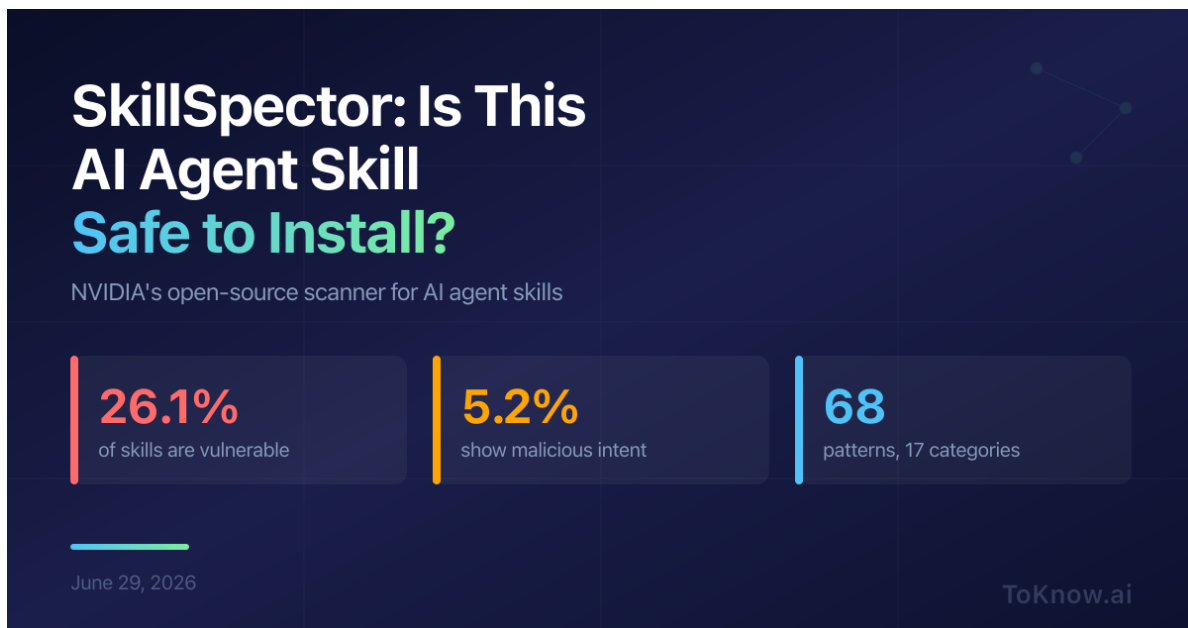 SkillSpector: Is This
AI Agent Skill
Safe to Install?
NVIDIA's open-source scanner for AI agent skills
26.1%
of skills are vulnerable
5.2%
show malicious intent
68
patterns, 17 categories
June 29, 2026
ToKnow.ai